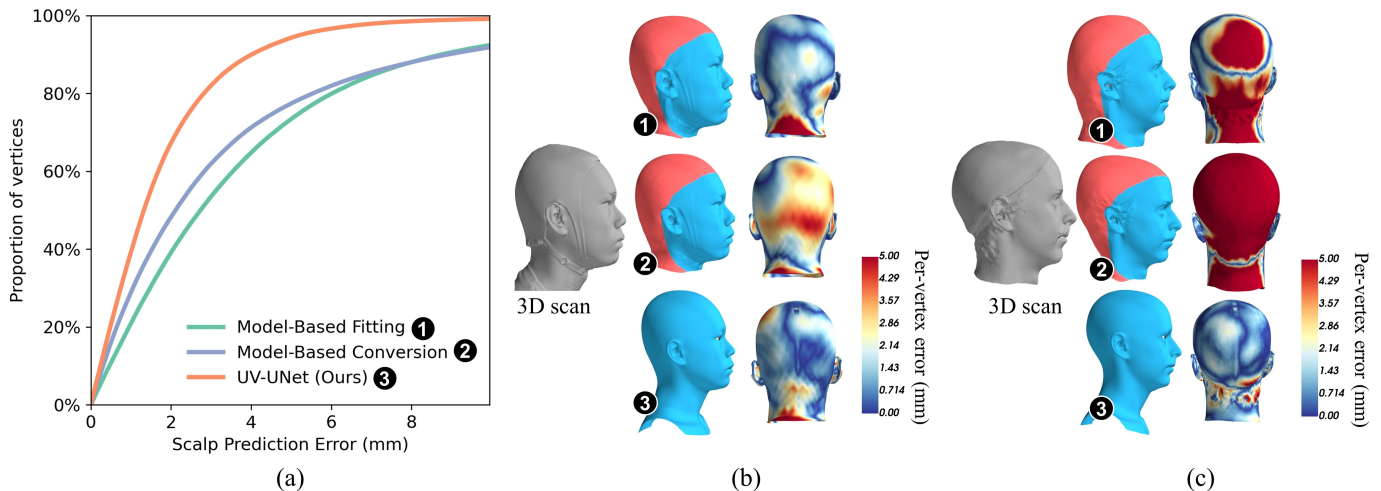 100%
80%
60%
40%
20%
0%
Proportion of vertices
0 2 4 6 8
Scalp Prediction Error (mm)
Model-Based Fitting 1
Model-Based Conversion 2
UV-UNet (Ours) 3
(a)
3D scan
1
2
3
5.00
4.29
3.57
2.86
2.14
1.43
0.714
0.00
Per-vertex error (mm)
(b)
3D scan
1
2
3
5.00
4.29
3.57
2.86
2.14
1.43
0.714
0.00
Per-vertex error (mm)
(c)